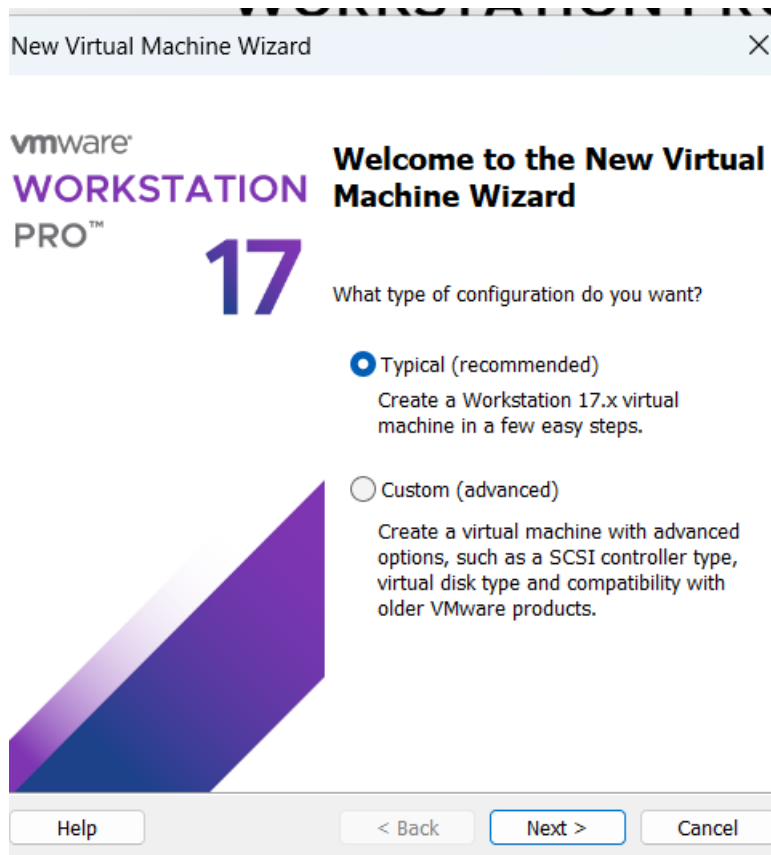 WORKSTATION PRO
New Virtual Machine Wizard
vmware®
WORKSTATION
PRO™
17
Welcome to the New Virtual
Machine Wizard
What type of configuration do you want?
Typical (recommended)
Create a Workstation 17.x virtual
machine in a few easy steps.
Custom (advanced)
Create a virtual machine with advanced
options, such as a SCSI controller type,
virtual disk type and compatibility with
older VMware products.
Help
< Back
Next >
Cancel